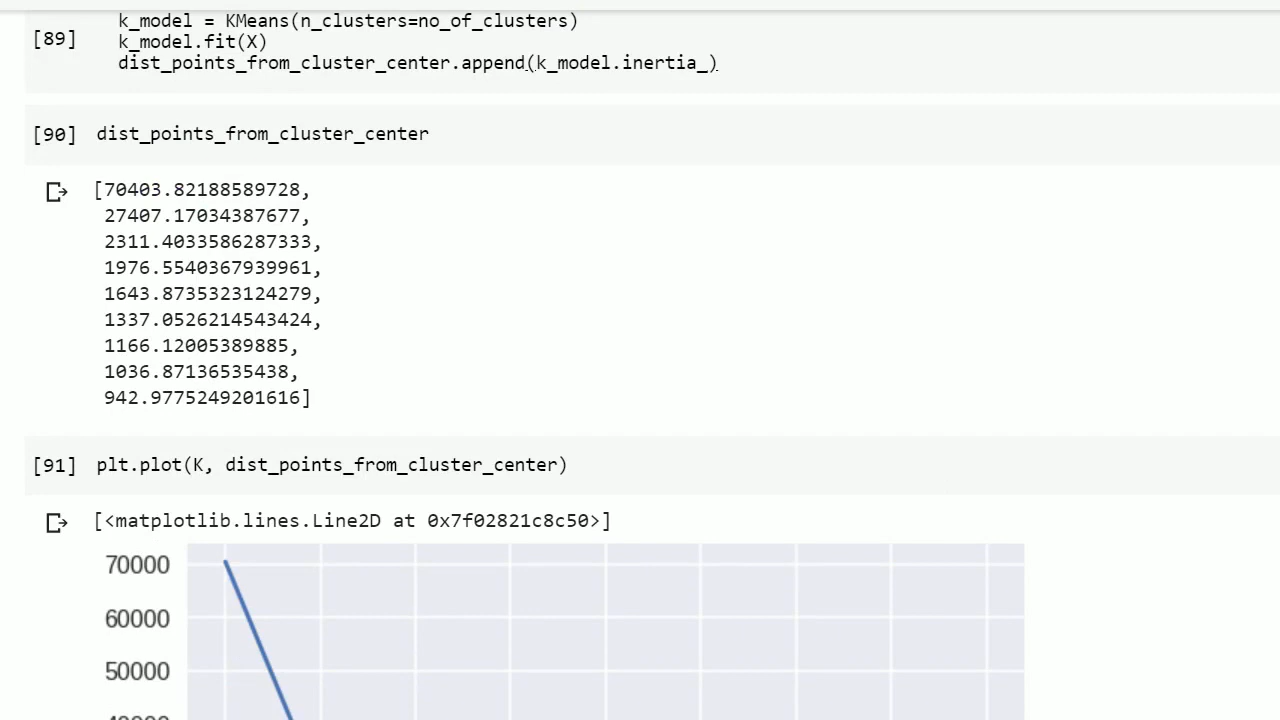 k_model = KMeans(n_clusters=no_of_clusters)
[89]
k_model.fit(X)
dist_points_from_cluster_center.append(k_model.inertia_)
[90] dist_points_from_cluster_center
[70403.82188589728,
27407.17034387677,
2311.4033586287333,
1976.5540367939961,
1643.8735323124279,
1337.0526214543424,
1166.12005389885,
1036.87136535438,
942.9775249201616]
[91] plt.plot(K, dist_points_from_cluster_center)
[<matplotlib.lines.Line2D at 0x7f02821c8c50>]
70000
60000
50000